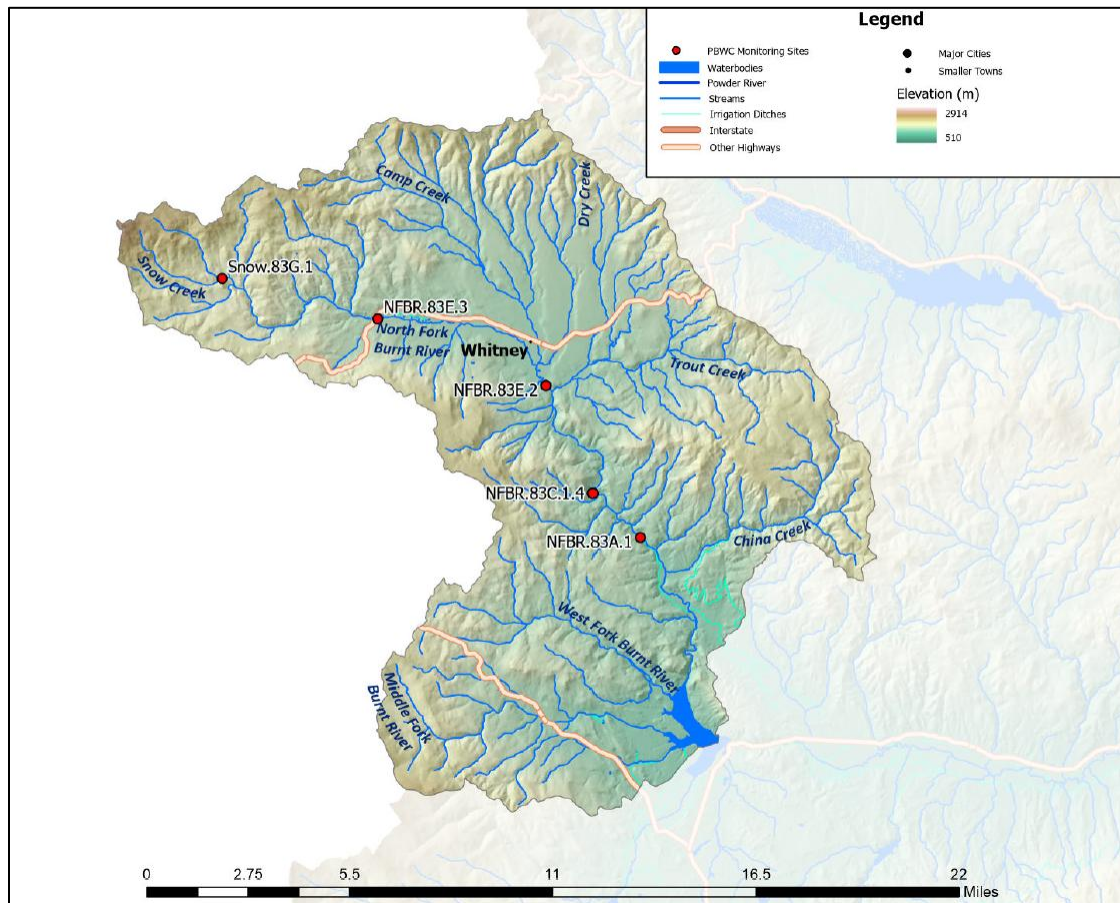 Legend
PBWC Monitoring Sites
Waterbodies
Powder River
Streams
Irrigation Ditches
Interstate
Other Highways
Major Cities
Smaller Towns
Elevation (m)
2914
510
Camp Creek
Dry Creek
Snow.83G.1
Snow Creek
NFBR.83E.3
North Fork
Burnt River
Whitney
Trout Creek
NFBR.83E.2
NFBR.83C.1.4
NFBR.83A.1
China Creek
West Fork Burnt River
Middle Fork
Burnt River
0
2.75
5.5
11
16.5
22
Miles